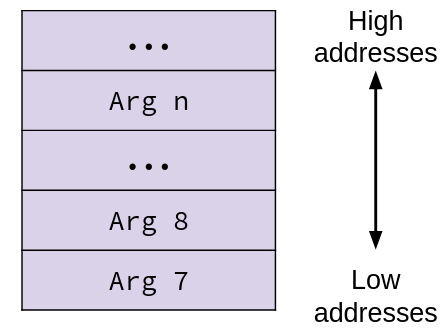 ...
Arg n
...
Arg 8
Arg 7
High
addresses
Low
addresses